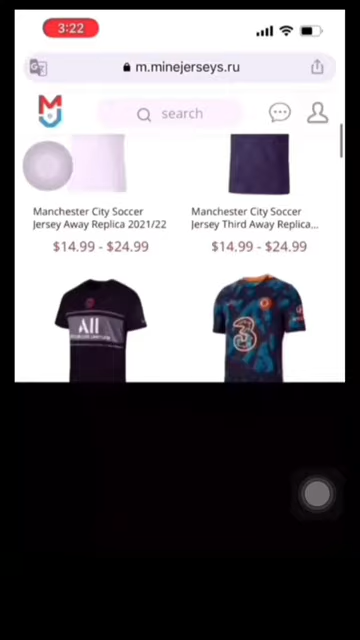 3:22
m.minejerseys.ru
MJ
search
Manchester City Soccer
Jersey Away Replica 2021/22
$14.99 - $24.99
Manchester City Soccer
Jersey Third Away Replica...
$14.99 - $24.99
All
3